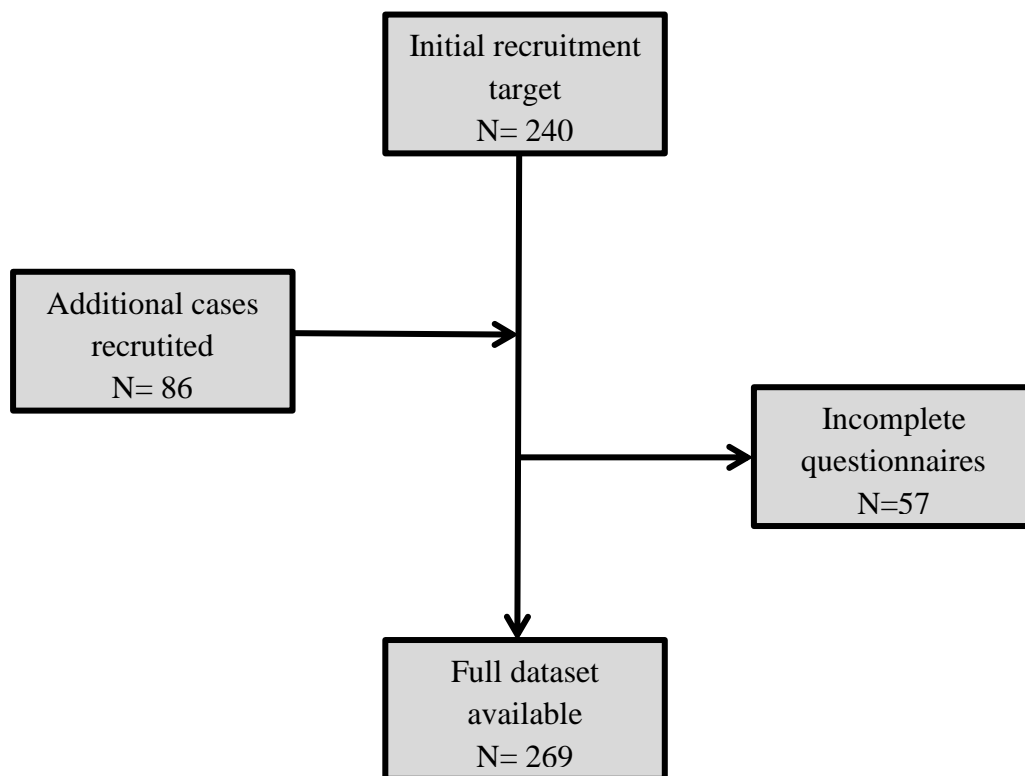 Initial recruitment
target
N= 240
Additional cases
recrutited
N= 86
Incomplete
questionnaires
N=57
Full dataset
available
N= 269